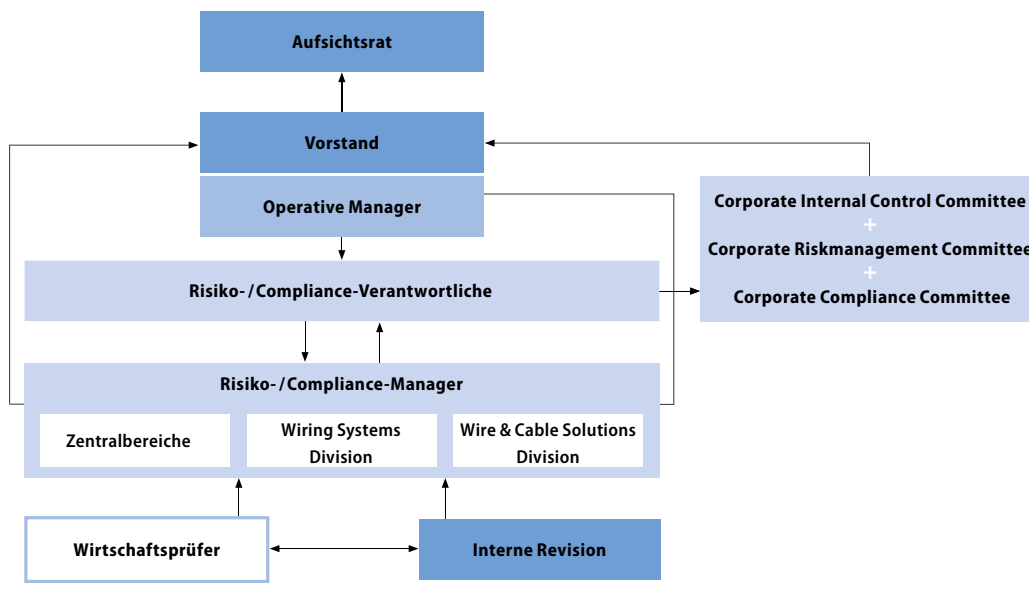 Aufsichtsrat
Vorstand
Operative Manager
Corporate Internal Control Committee
+
Corporate Riskmanagement Committee
+
Corporate Compliance Committee
Risiko- / Compliance-Verantwortliche
Risiko- / Compliance-Manager
Zentralbereiche
Wiring Systems
Division
Wire & Cable Solutions
Division
Wirtschaftsprüfer
Interne Revision